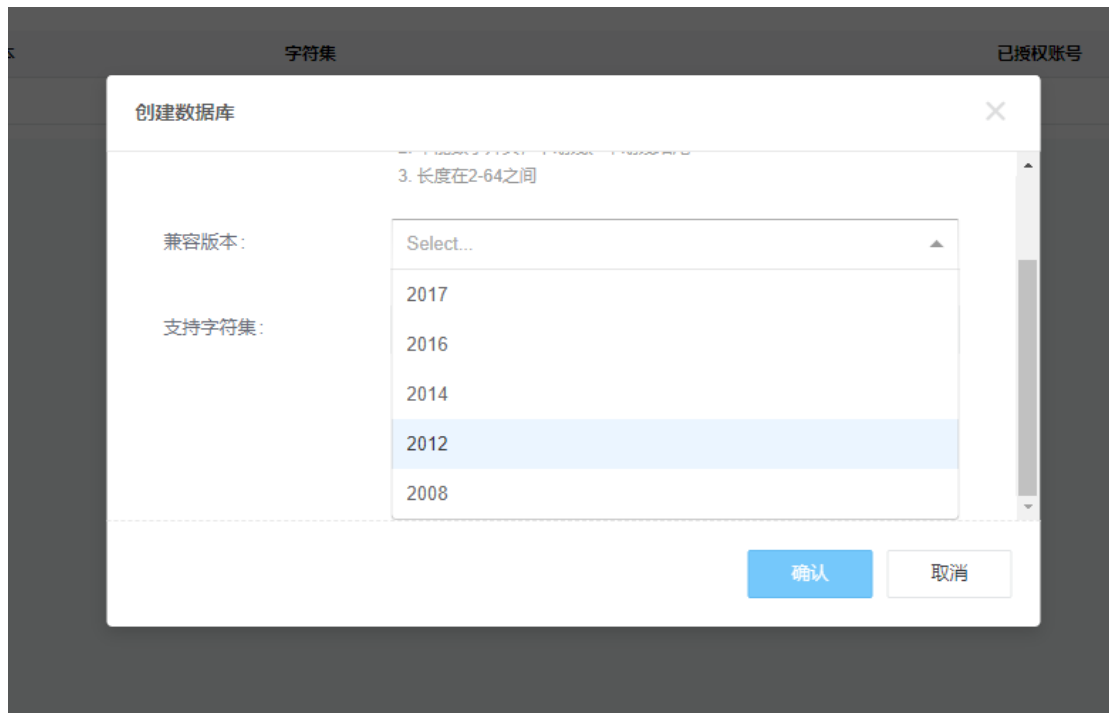 字符集
已授权账号
创建数据库
3. 长度在2-64之间
兼容版本:
Select...
2017
支持字符集:
2016
2014
2012
2008
确认
取消